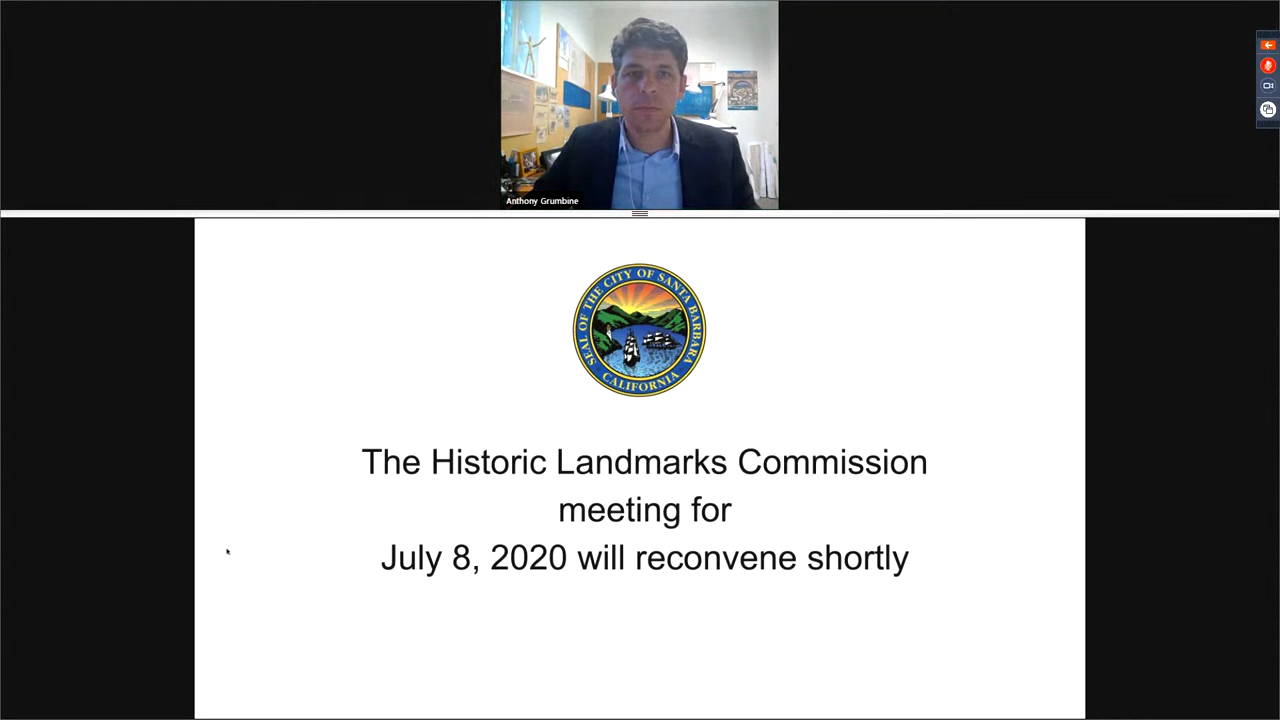 Anthony Grumbine
SEAL OF THE CITY OF SANTA BARBARA
CALIFORNIA
The Historic Landmarks Commission
meeting for
July 8, 2020 will reconvene shortly